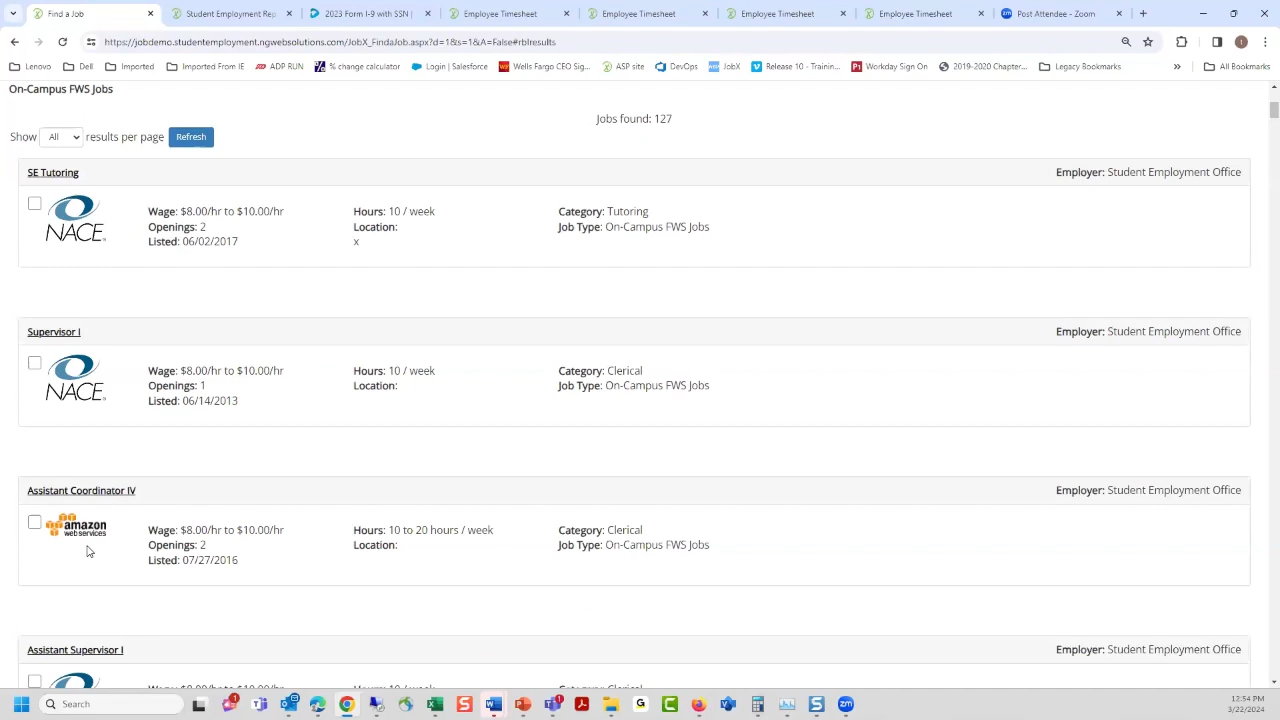 Find a Job
Student Employment Rep
2023 Form I-9 with SSN |
Employee Timesheet
Employee Timesheet
Employee Timesheet
Employee Timesheet
Post Attendee - Zoom
https://jobdemo.studentemployment.ngwebsolutions.com/JobX_FindaJob.aspx?d=1&s=1&A=False#rblresults
Lenovo
Dell
Imported
Imported From IE
ADP RUN
% change calculator
Login | Salesforce
Wells Fargo CEO Sig...
ASP site
DevOps
JobX
Release 10 - Trainin...
Workday Sign On
2019-2020 Chapter...
Legacy Bookmarks
»
All Bookmarks
On-Campus FWS Jobs
Jobs found: 127
Show All results per page Refresh
SE Tutoring
Employer: Student Employment Office
NACE
Wage: $8.00/hr to $10.00/hr
Openings: 2
Listed: 06/02/2017
Hours: 10 / week
Location:
x
Category: Tutoring
Job Type: On-Campus FWS Jobs
Supervisor I
Employer: Student Employment Office
NACE
Wage: $8.00/hr to $10.00/hr
Openings: 1
Listed: 06/14/2013
Hours: 10 / week
Location:
Category: Clerical
Job Type: On-Campus FWS Jobs
Assistant Coordinator IV
Employer: Student Employment Office
amazon
web services
Wage: $8.00/hr to $10.00/hr
Openings: 2
Listed: 07/27/2016
Hours: 10 to 20 hours / week
Location:
Category: Clerical
Job Type: On-Campus FWS Jobs
Assistant Supervisor I
Employer: Student Employment Office
Search
12:54 PM
3/22/2024